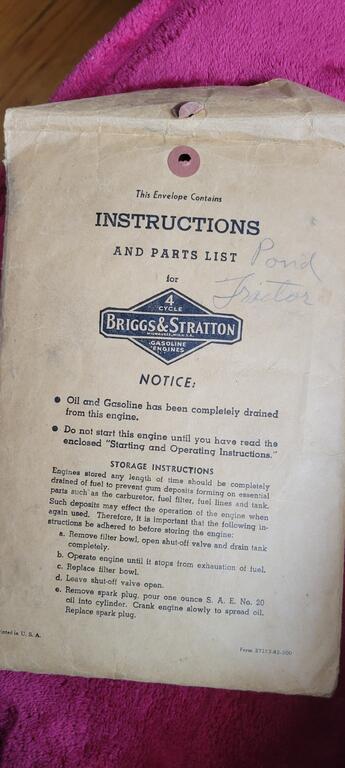 This Envelope Contains
INSTRUCTIONS
AND PARTS LIST Pond
for Tractor
4
CYCLE
BRIGGS & STRATTON
MILWAUKEE, WIS. U.S.A.
GASOLINE
ENGINES
NOTICE:
● Oil and Gasoline has been completely drained
from this engine.
● Do not start this engine until you have read the
enclosed "Starting and Operating Instructions."
STORAGE INSTRUCTIONS
Engines stored any length of time should be completely
drained of fuel to prevent gum deposits forming on essential
parts such as the carburetor, fuel filter, fuel lines and tank.
Such deposits may effect the operation of the engine when
again used. Therefore, it is important that the following in-
structions be adhered to before storing the engine:
a. Remove filter bowl, open shut-off valve and drain tank
completely.
b. Operate engine until it stops from exhaustion of fuel.
c. Replace filter bowl.
d. Leave shut-off valve open.
e. Remove spark plug, pour one ounce S. A. E. No. 20
oil into cylinder. Crank engine slowly to spread oil.
Replace spark plug.
Printed in U. S. A.
Form